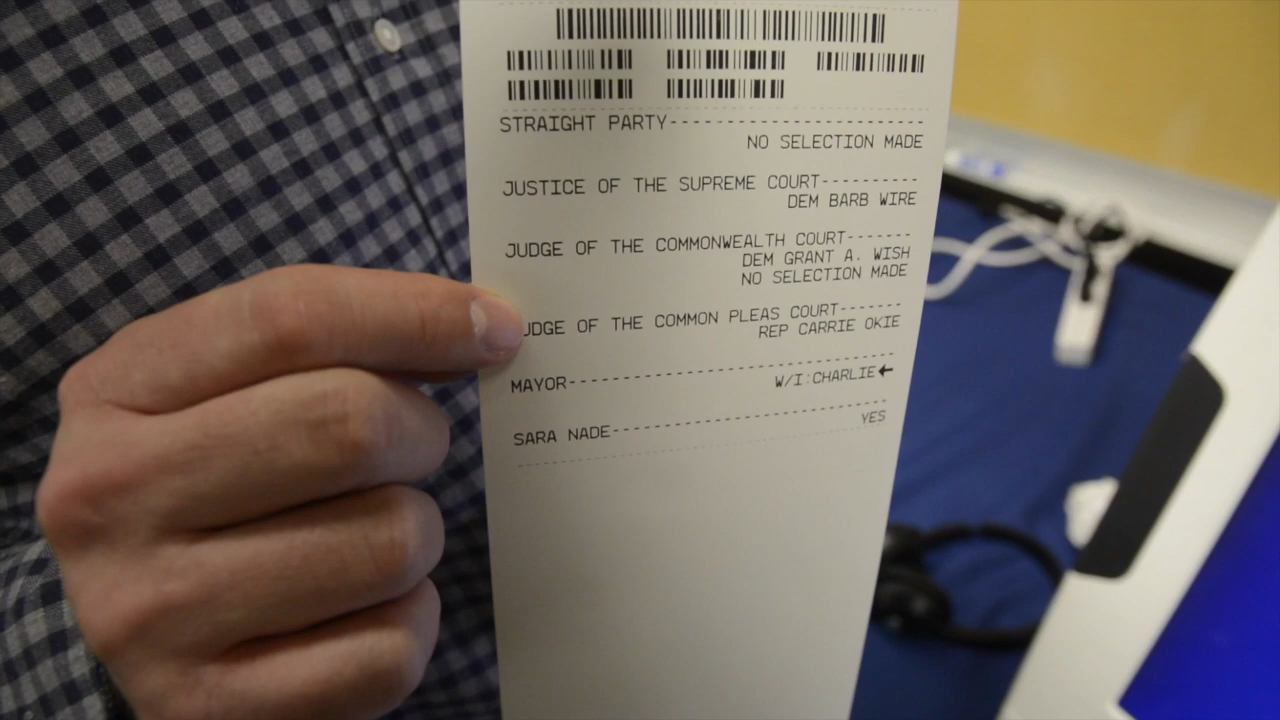 STRAIGHT PARTY-----------------------
NO SELECTION MADE
JUSTICE OF THE SUPREME COURT---------
DEM BARB WIRE
JUDGE OF THE COMMONWEALTH COURT-------
DEM GRANT A. WISH
NO SELECTION MADE
UDGE OF THE COMMON PLEAS COURT-------
REP CARRIE OKIE
MAYOR--------------------------------
W/I:CHARLIE←
SARA NADE---------------------------
YES